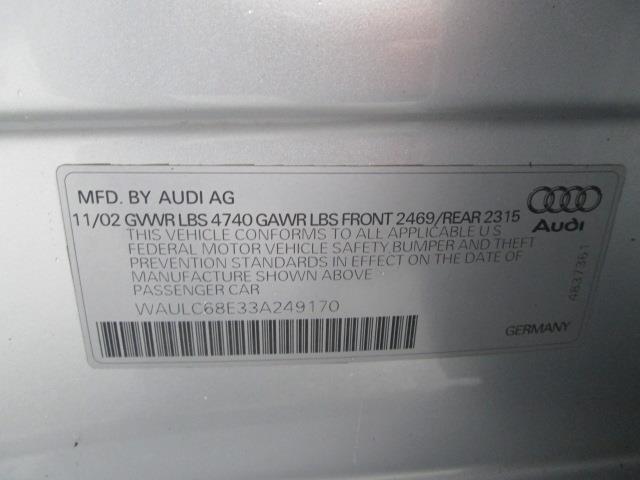 MFD. BY AUDI AG
11/02 GVWR LBS 4740 GAWR LBS FRONT 2469/REAR 2315
THIS VEHICLE CONFORMS TO ALL APPLICABLE U S
FEDERAL MOTOR VEHICLE SAFETY BUMPER AND THEFT
PREVENTION STANDARDS IN EFFECT ON THE DATE OF
MANUFACTURE SHOWN ABOVE
PASSENGER CAR
WAULC68E33A249170
Audi
4837361
GERMANY